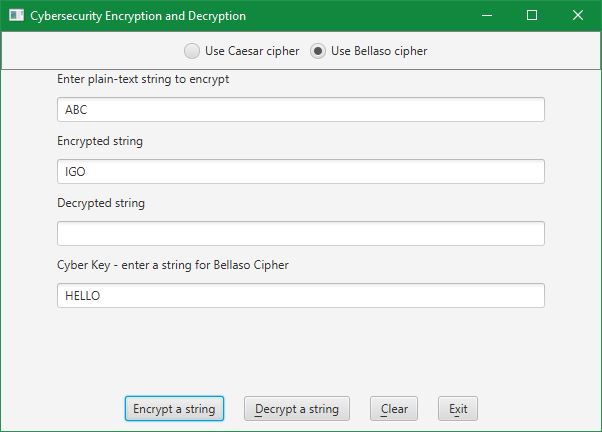 Cybersecurity Encryption and Decryption
Use Caesar cipher Use Bellaso cipher
Enter plain-text string to encrypt
ABC
Encrypted string
IGO
Decrypted string
Cyber Key - enter a string for Bellaso Cipher
HELLO
Encrypt a string Decrypt a string Clear Exit